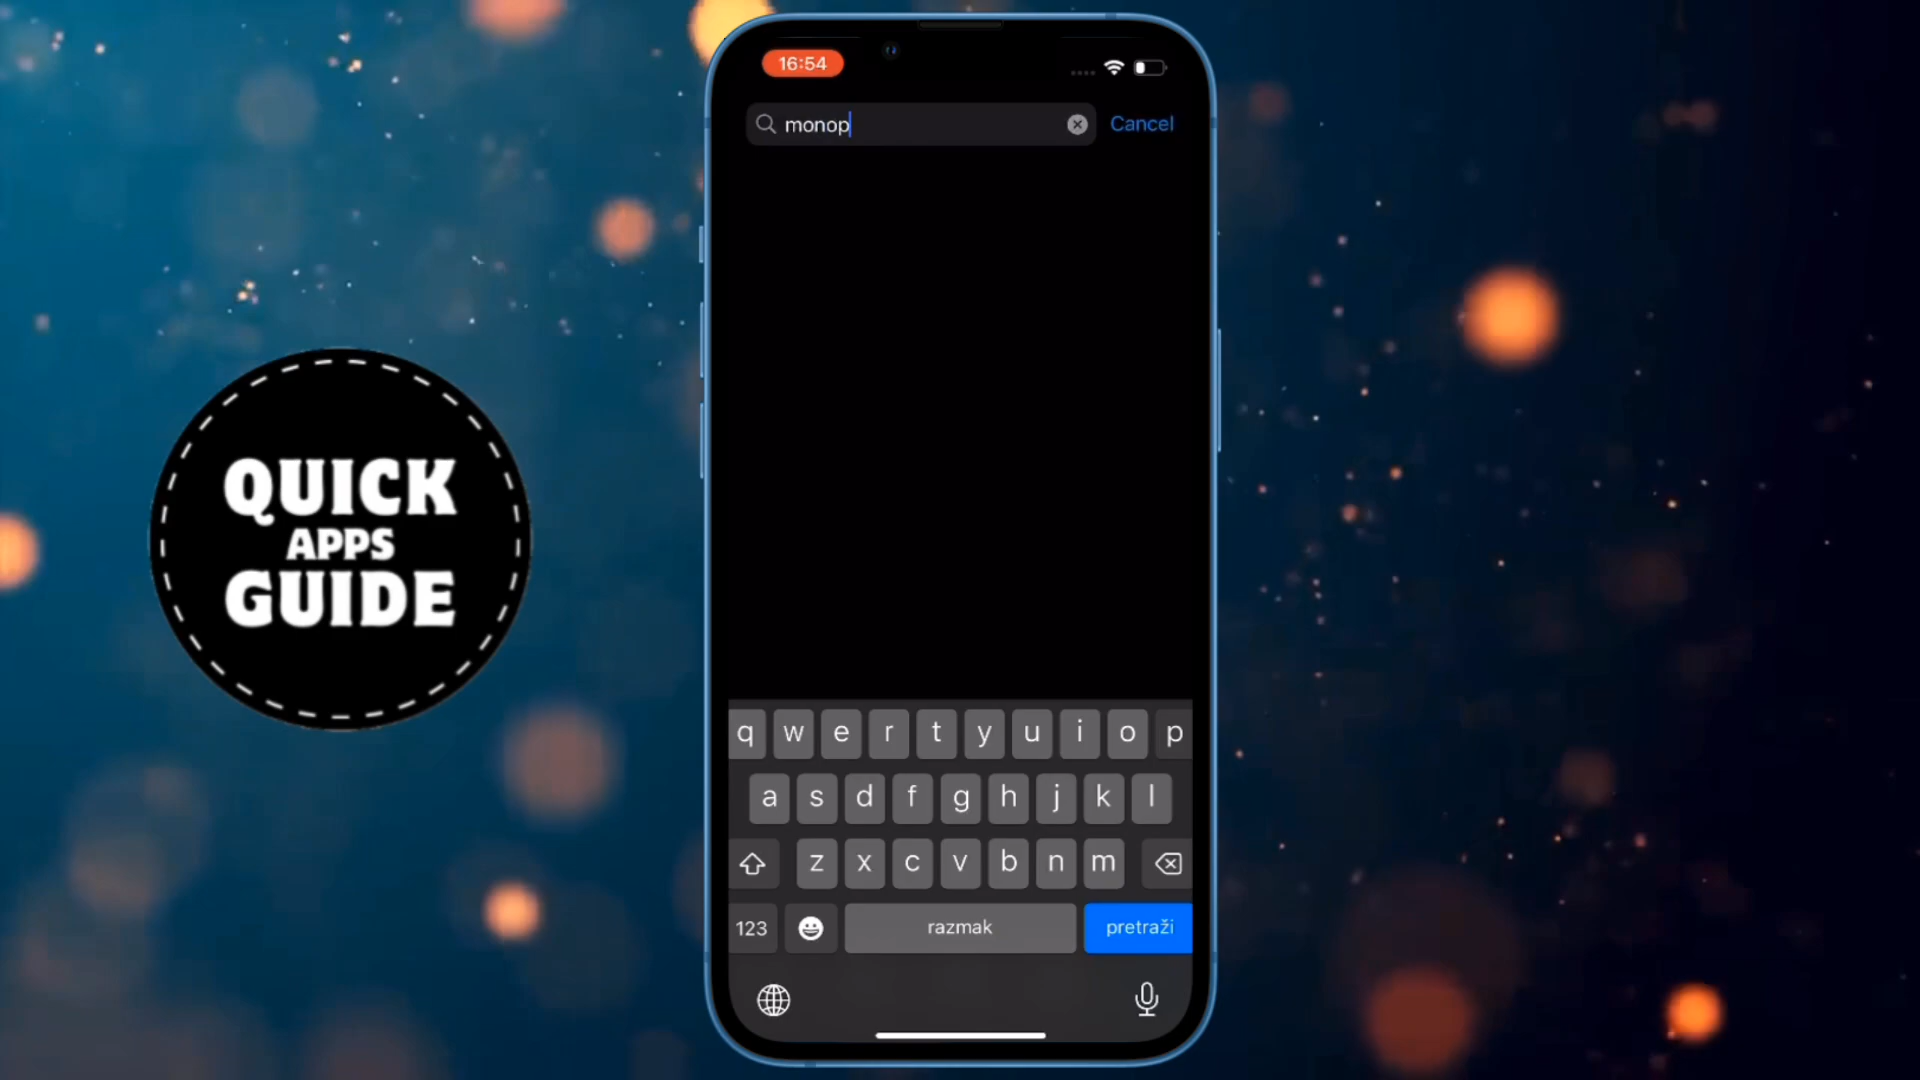 16:54
monop
Cancel
QUICK
APPS
GUIDE
q w e r t y u i o p
a s d f g h j k l
z x c v b n m
123
razmak
pretraži